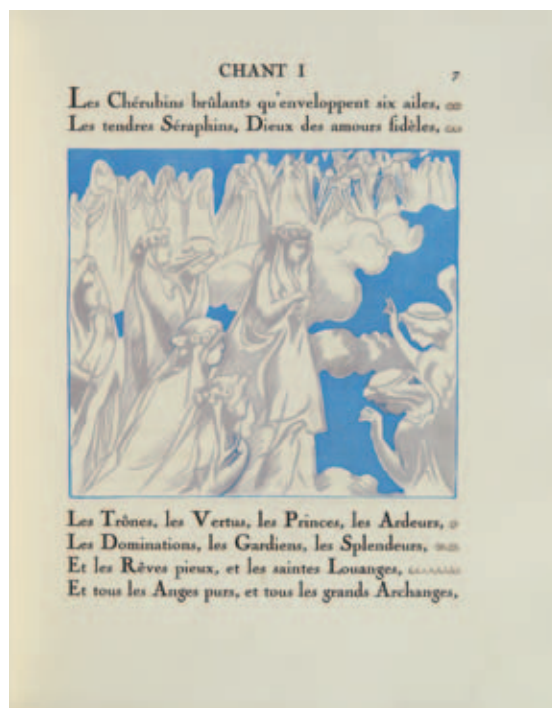 CHANT I
7
Les Chérubins brûlants qu'enveloppent six ailes,
Les tendres Séraphins, Dieux des amours fidèles,
Les Trônes, les Vertus, les Princes, les Ardeurs,
Les Dominations, les Gardiens, les Splendeurs,
Et les Rêves pieux, et les saintes Louanges,
Et tous les Anges purs, et tous les grands Archanges,